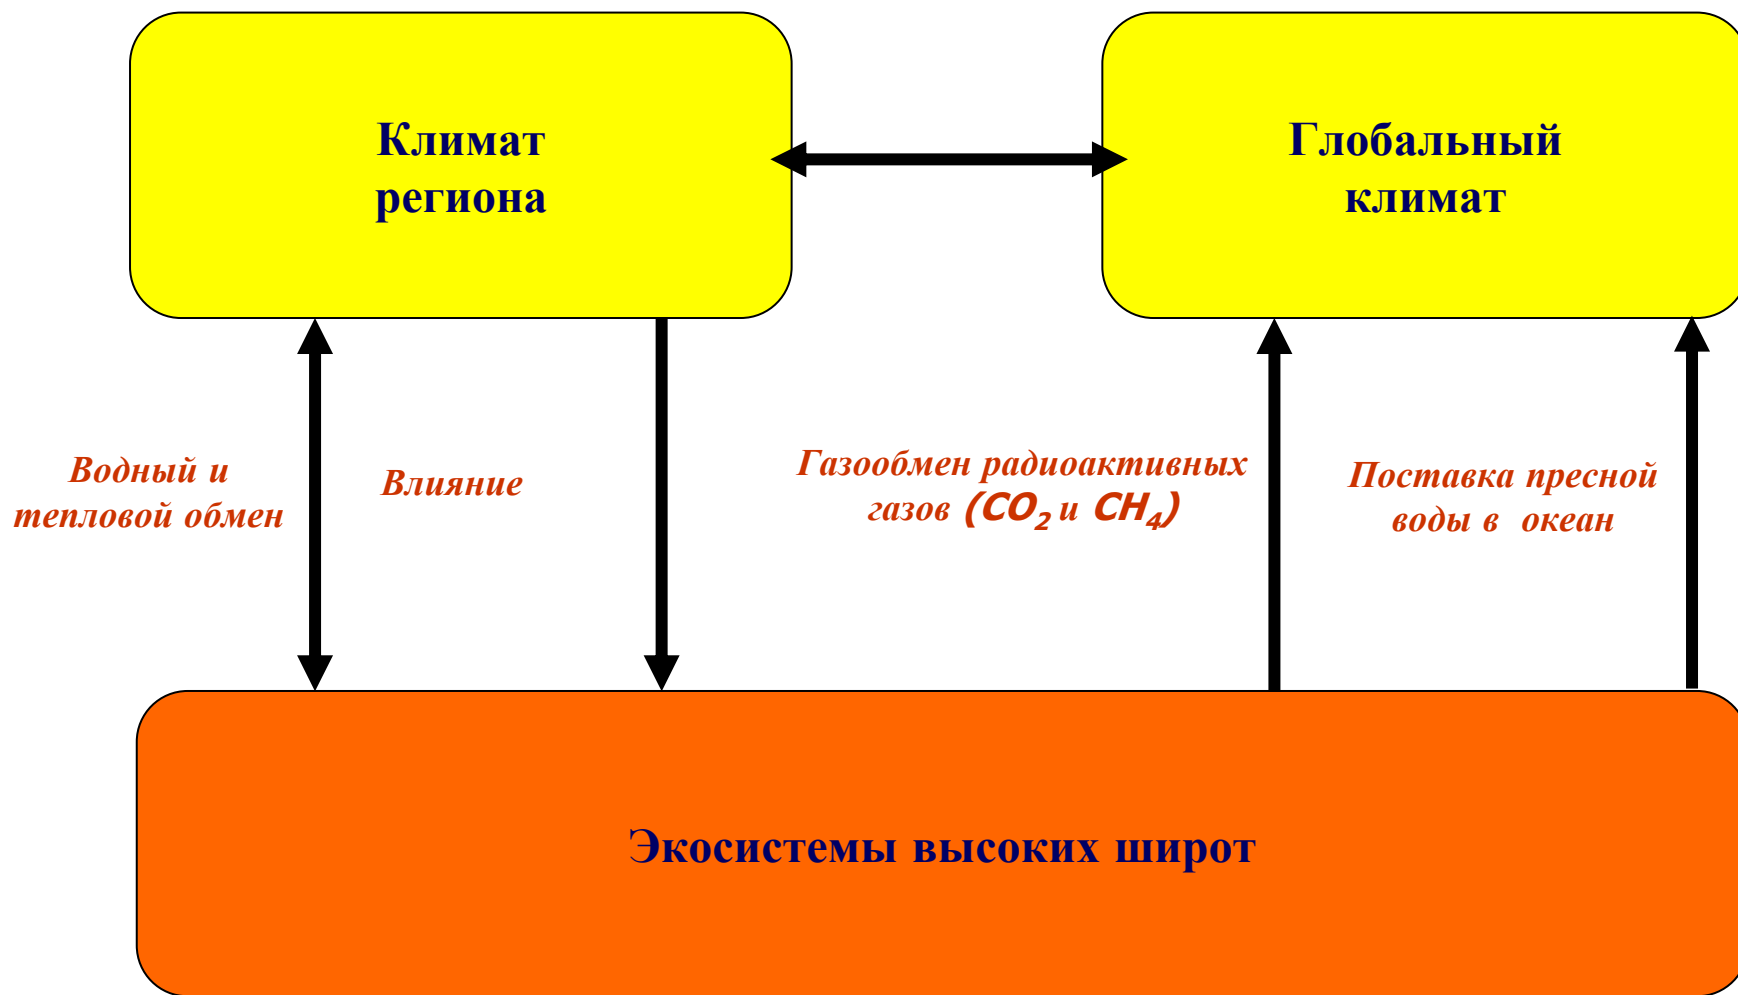 Климат
региона
Глобальный
климат
Водный и
тепловой обмен
Влияние
Газообмен радиоактивных
газов (CO₂ и CH₄)
Поставка пресной
воды в океан
Экосистемы высоких широт